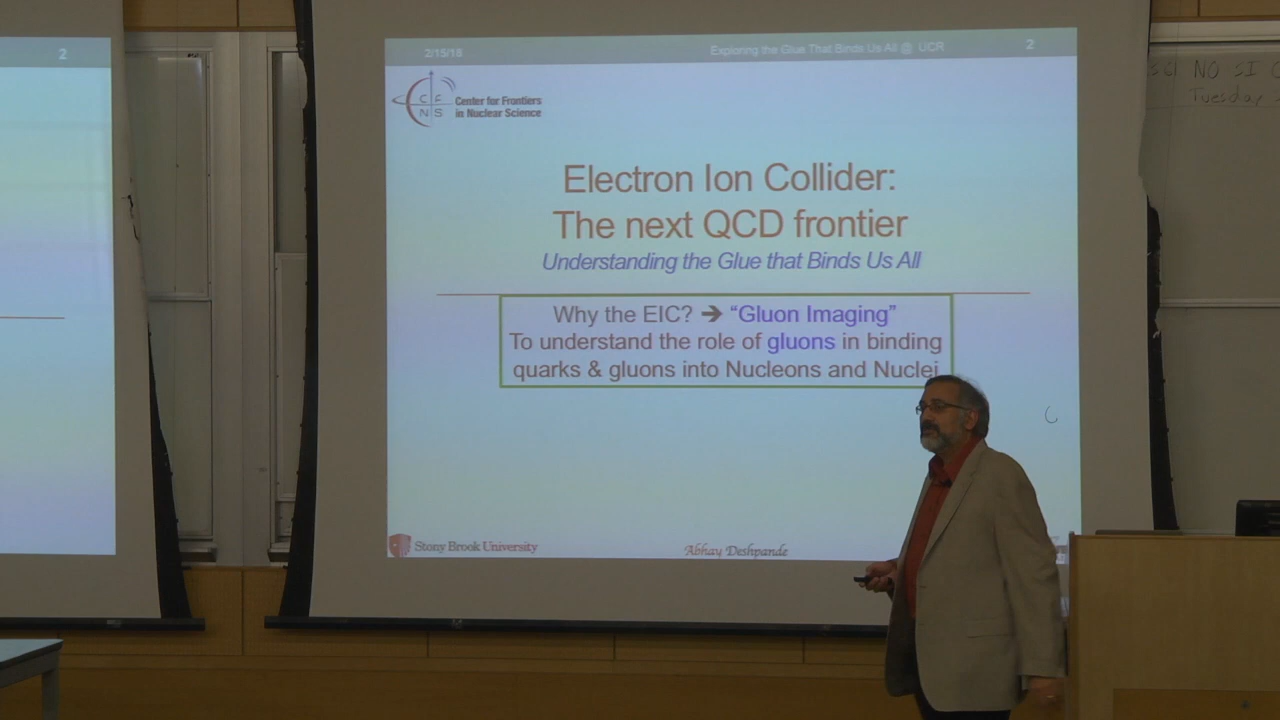 2
2/15/18
Exploring the Glue That Binds Us All @ UCR
2
C F
N S
Center for Frontiers
in Nuclear Science
Electron Ion Collider:
The next QCD frontier
Understanding the Glue that Binds Us All
Why the EIC? ➔ “Gluon Imaging”
To understand the role of gluons in binding
quarks & gluons into Nucleons and Nuclei
Stony Brook University
Abhay Deshpande
NO SI
Tuesday